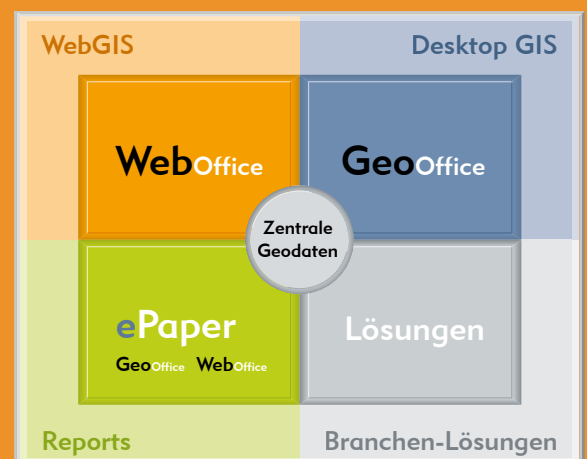 WebGIS
Desktop GIS
WebOffice
GeoOffice
Zentrale
Geodaten
ePaper
GeoOffice WebOffice
Lösungen
Reports
Branchen-Lösungen